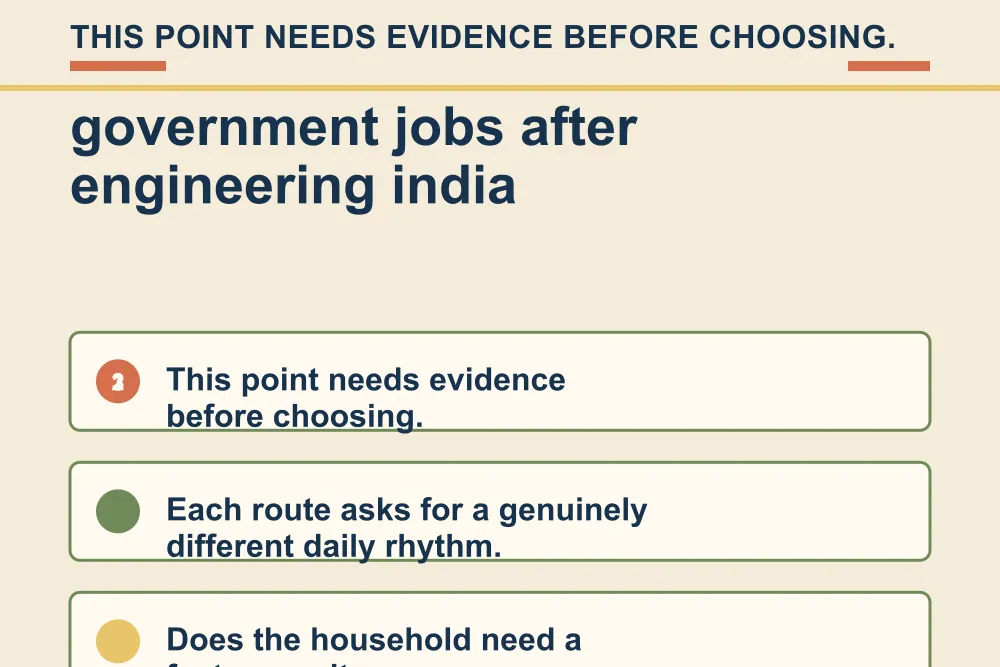 THIS POINT NEEDS EVIDENCE BEFORE CHOOSING.
government jobs after
engineering india
This point needs evidence
before choosing.
Each route asks for a genuinely
different daily rhythm.
Does the household need a